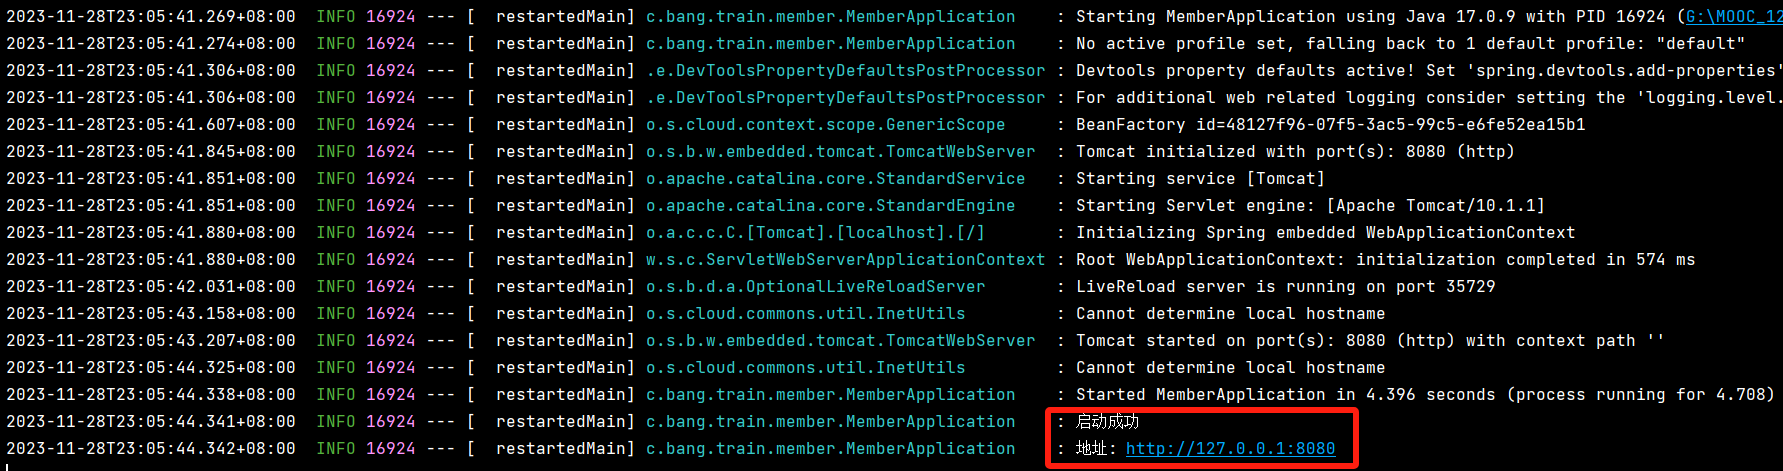 2023-11-28T23:05:41.269+08:00  INFO 16924 --- [  restartedMain] c.bang.train.member.MemberApplication    : Starting MemberApplication using Java 17.0.9 with PID 16924 (G:\MOOC_12
2023-11-28T23:05:41.274+08:00  INFO 16924 --- [  restartedMain] c.bang.train.member.MemberApplication    : No active profile set, falling back to 1 default profile: "default"
2023-11-28T23:05:41.306+08:00  INFO 16924 --- [  restartedMain] .e.DevToolsPropertyDefaultsPostProcessor : Devtools property defaults active! Set 'spring.devtools.add-properties'
2023-11-28T23:05:41.306+08:00  INFO 16924 --- [  restartedMain] .e.DevToolsPropertyDefaultsPostProcessor : For additional web related logging consider setting the 'logging.level.
2023-11-28T23:05:41.607+08:00  INFO 16924 --- [  restartedMain] o.s.cloud.context.scope.GenericScope     : BeanFactory id=48127f96-07f5-3ac5-99c5-e6fe52ea15b1
2023-11-28T23:05:41.845+08:00  INFO 16924 --- [  restartedMain] o.s.b.w.embedded.tomcat.TomcatWebServer  : Tomcat initialized with port(s): 8080 (http)
2023-11-28T23:05:41.851+08:00  INFO 16924 --- [  restartedMain] o.apache.catalina.core.StandardService   : Starting service [Tomcat]
2023-11-28T23:05:41.851+08:00  INFO 16924 --- [  restartedMain] o.apache.catalina.core.StandardEngine    : Starting Servlet engine: [Apache Tomcat/10.1.1]
2023-11-28T23:05:41.880+08:00  INFO 16924 --- [  restartedMain] o.a.c.c.C.[Tomcat].[localhost].[/]       : Initializing Spring embedded WebApplicationContext
2023-11-28T23:05:41.880+08:00  INFO 16924 --- [  restartedMain] w.s.c.ServletWebServerApplicationContext : Root WebApplicationContext: initialization completed in 574 ms
2023-11-28T23:05:42.031+08:00  INFO 16924 --- [  restartedMain] o.s.b.d.a.OptionalLiveReloadServer       : LiveReload server is running on port 35729
2023-11-28T23:05:43.158+08:00  INFO 16924 --- [  restartedMain] o.s.cloud.commons.util.InetUtils         : Cannot determine local hostname
2023-11-28T23:05:43.207+08:00  INFO 16924 --- [  restartedMain] o.s.b.w.embedded.tomcat.TomcatWebServer  : Tomcat started on port(s): 8080 (http) with context path ''
2023-11-28T23:05:44.325+08:00  INFO 16924 --- [  restartedMain] o.s.cloud.commons.util.InetUtils         : Cannot determine local hostname
2023-11-28T23:05:44.338+08:00  INFO 16924 --- [  restartedMain] c.bang.train.member.MemberApplication    : Started MemberApplication in 4.396 seconds (process running for 4.708)
2023-11-28T23:05:44.341+08:00  INFO 16924 --- [  restartedMain] c.bang.train.member.MemberApplication    : 启动成功
2023-11-28T23:05:44.342+08:00  INFO 16924 --- [  restartedMain] c.bang.train.member.MemberApplication    : 地址: http://127.0.0.1:8080